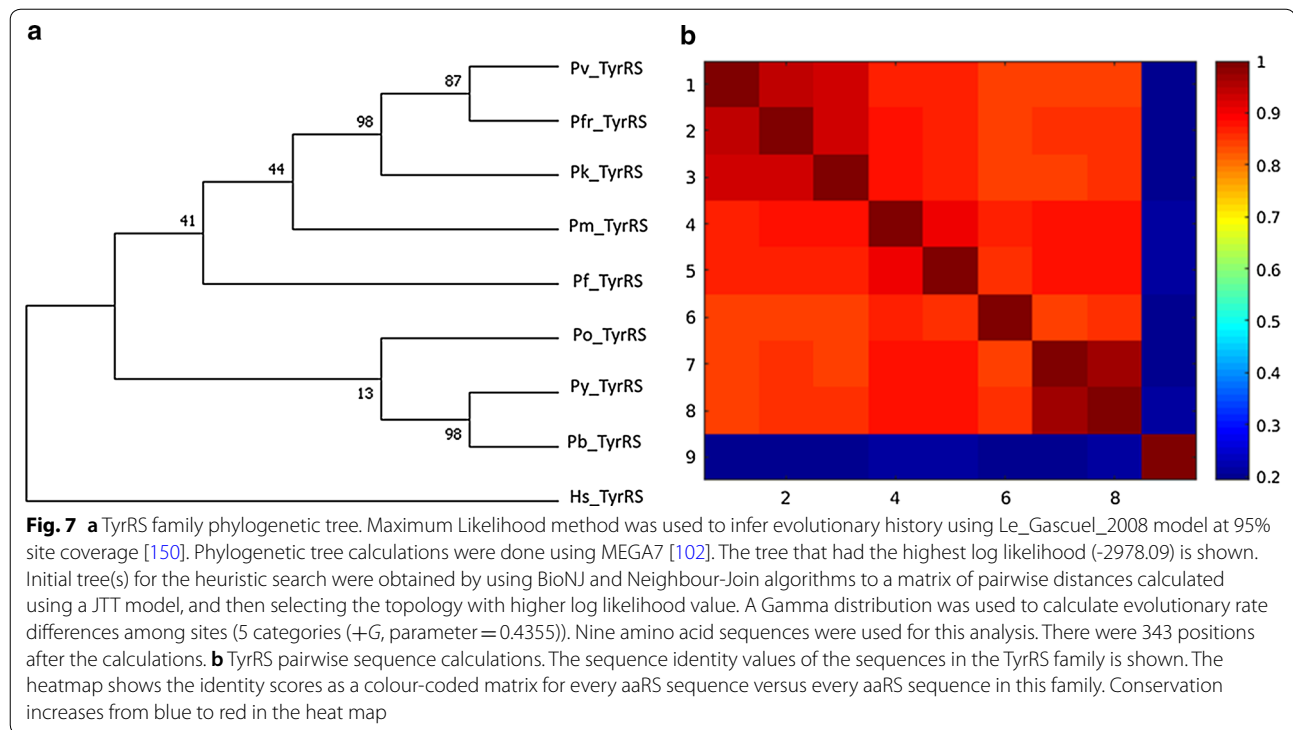 a
b
Pv_TyrRS
87
Pfr_TyrRS
98
Pk_TyrRS
44
Pm_TyrRS
41
Pf_TyrRS
Po_TyrRS
13
Py_TyrRS
98
Pb_TyrRS
Hs_TyrRS
1
2
3
4
5
6
7
8
9
2 4 6 8
1
0.9
0.8
0.7
0.6
0.5
0.4
0.3
0.2
Fig. 7 a TyrRS family phylogenetic tree. Maximum Likelihood method was used to infer evolutionary history using Le_Gascuel_2008 model at 95%
site coverage [150]. Phylogenetic tree calculations were done using MEGA7 [102]. The tree that had the highest log likelihood (-2978.09) is shown.
Initial tree(s) for the heuristic search were obtained by using BioNJ and Neighbour-Join algorithms to a matrix of pairwise distances calculated
using a JTT model, and then selecting the topology with higher log likelihood value. A Gamma distribution was used to calculate evolutionary rate
differences among sites (5 categories (+G, parameter = 0.4355)). Nine amino acid sequences were used for this analysis. There were 343 positions
after the calculations. b TyrRS pairwise sequence calculations. The sequence identity values of the sequences in the TyrRS family is shown. The
heatmap shows the identity scores as a colour-coded matrix for every aaRS sequence versus every aaRS sequence in this family. Conservation
increases from blue to red in the heat map